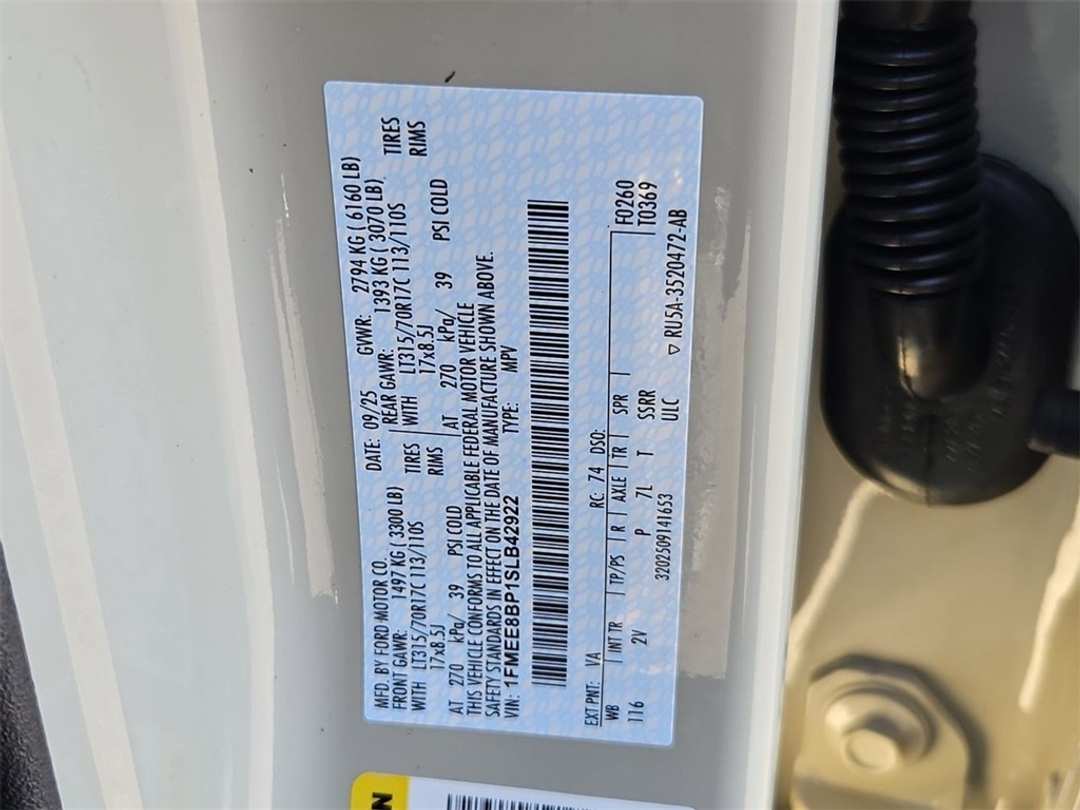 MFD. BY FORD MOTOR CO.
DATE: 09/25 GVWR: 2794 KG ( 6160 LB)
FRONT GAWR: 1497 KG ( 3300 LB) REAR GAWR: 1393 KG ( 3070 LB)
WITH LT315/70R17C 113/110S TIRES WITH LT315/70R17C 113/110S TIRES
17x8.5J RIMS 17x8.5J RIMS
AT 270 kPa/ 39 PSI COLD AT 270 kPa/ 39 PSI COLD
THIS VEHICLE CONFORMS TO ALL APPLICABLE FEDERAL MOTOR VEHICLE
SAFETY STANDARDS IN EFFECT ON THE DATE OF MANUFACTURE SHOWN ABOVE.
VIN: 1FMEE8BP1SLB42922 TYPE: MPV
EXT PNT: VA RC: 74 DSO: F0260
WB INT TR TP/PS R AXLE TR SPR T0369
116 2V P 7L T SSRR
ULC
3202509141653
▽ RU5A-3520472-AB